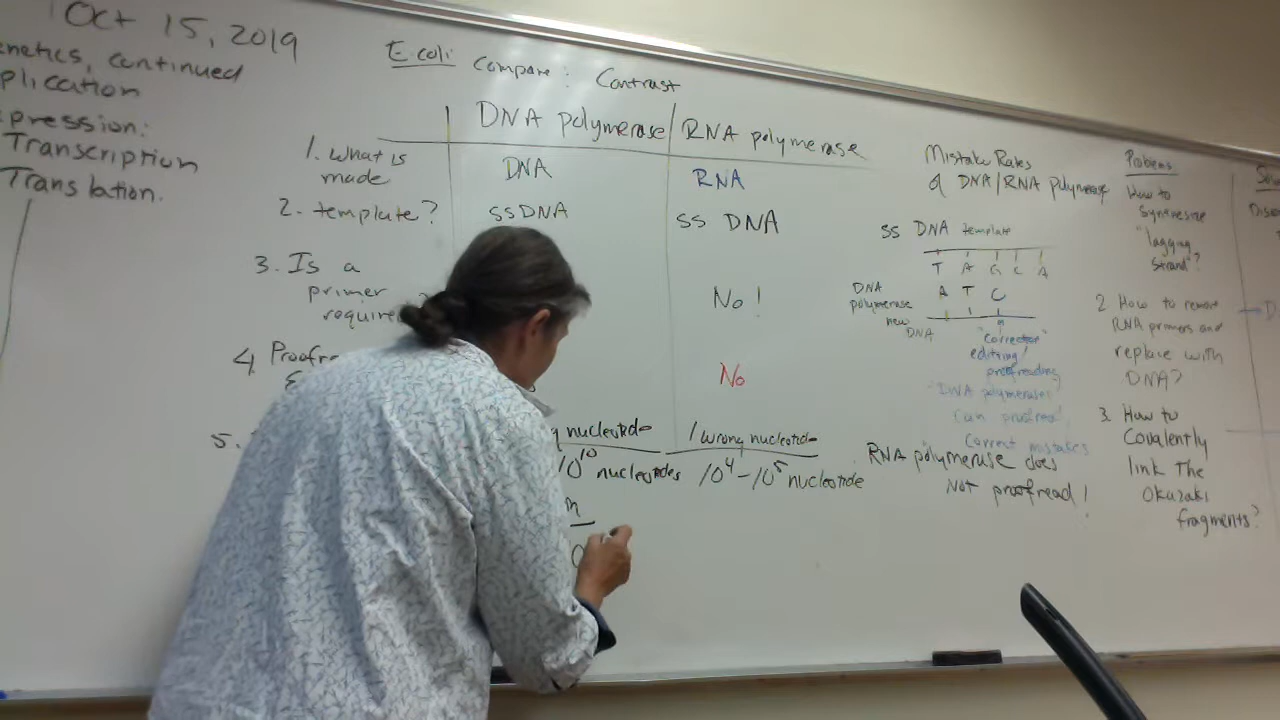 Oct 15, 2019
enetics, continued
plication
pression:
Transcription
Translation.
E coli: Compare: Contrast
DNA polymerase/RNA polymerase
1. What is
made
DNA
RNA
2. template?
ssDNA
ss DNA
3. Is a
primer
require
No!
4. Proofre
No
5.
nucleotide
10^10 nucleotides
1 wrong nucleotide
10^4-10^5 nucleotide
Mistake Rates
of DNA/RNA polymerase
ss DNA template
T A G C A
DNA
polymerase
A T C
new
DNA
"correction"
editing!
proofreading
"DNA polymerases"
Can proofread,
Correct mistakes
RNA polymerase does
Not proofread!
Problems
How to
synthesize
"lagging
strand"?
2 How to remove
RNA primers and
replace with
DNA?
3. How to
Covalently
link the
Okazaki
fragments?